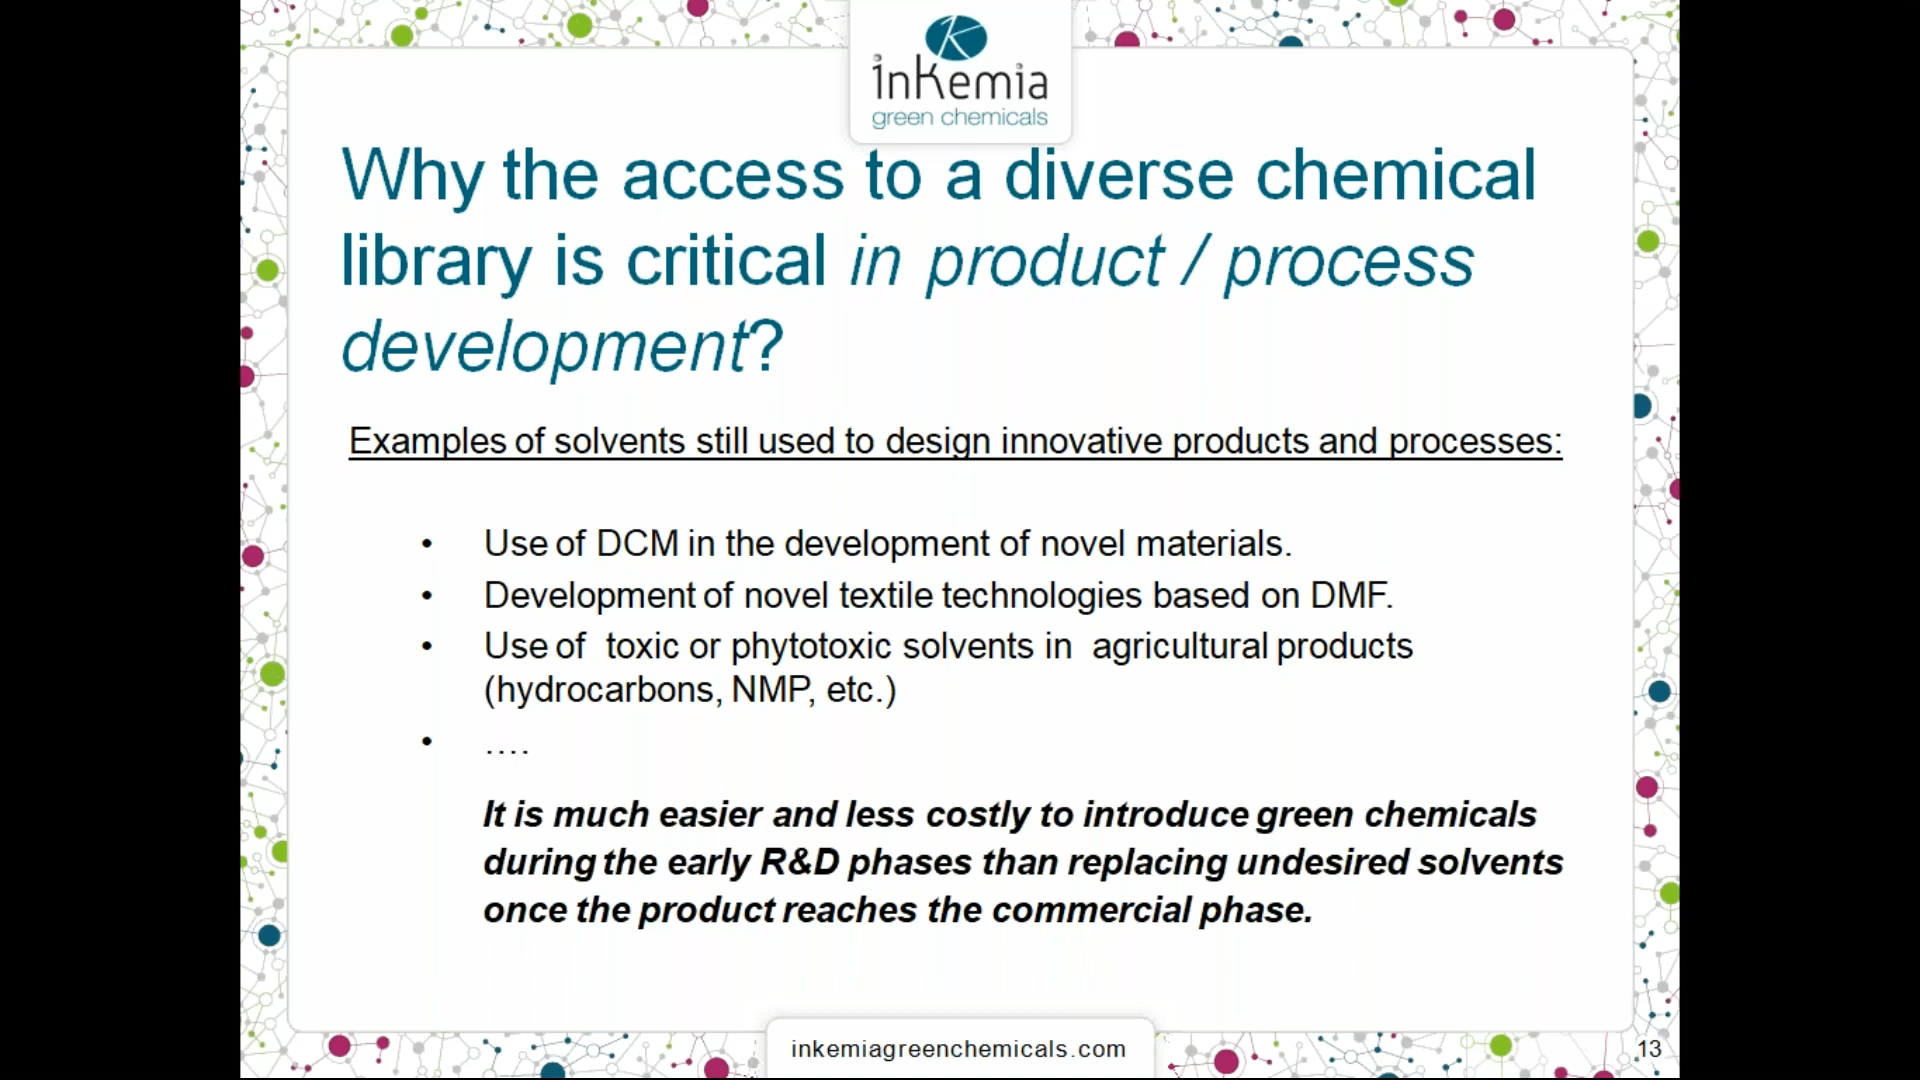 inkemia
green chemicals
Why the access to a diverse chemical
library is critical in product / process
development?
Examples of solvents still used to design innovative products and processes:
• Use of DCM in the development of novel materials.
• Development of novel textile technologies based on DMF.
• Use of  toxic or phytotoxic solvents in  agricultural products
(hydrocarbons, NMP, etc.)
• ....
It is much easier and less costly to introduce green chemicals
during the early R&D phases than replacing undesired solvents
once the product reaches the commercial phase.
inkemiagreenchemicals.com
13